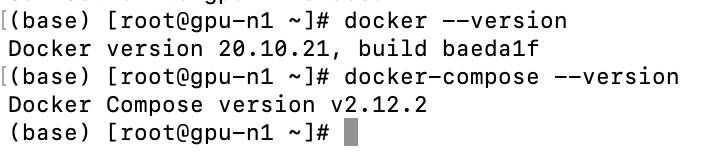 [(base) [root@gpu-n1 ~]# docker --version
Docker version 20.10.21, build baeda1f
[(base) [root@gpu-n1 ~]# docker-compose --version
Docker Compose version v2.12.2
(base) [root@gpu-n1 ~]#